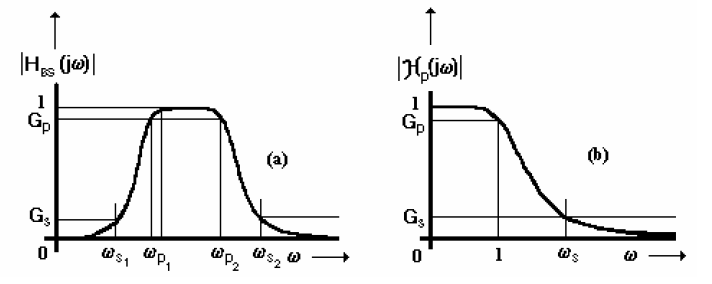 |H_BS (jω)|
1
G_p
G_s
0
ω_s1 ω_p1 ω_p2 ω_s2 ω
(a)
|ℋ_p(jω)|
1
G_p
G_s
0 1 ω_s ω
(b)